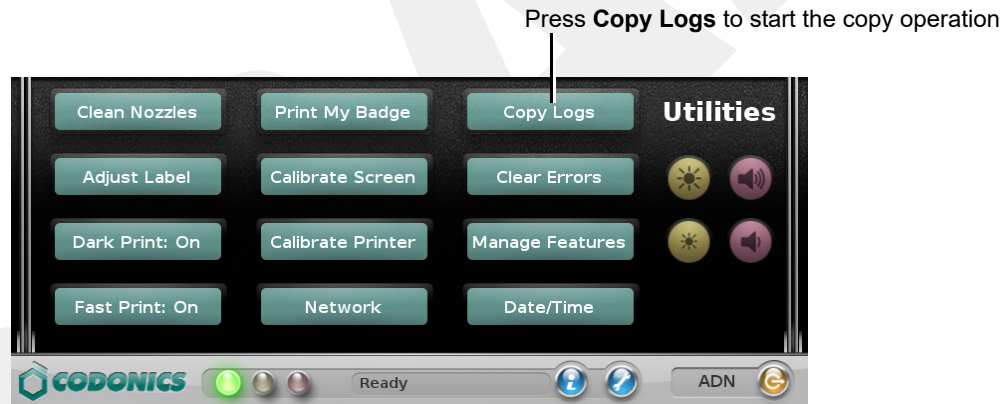 Press Copy Logs to start the copy operation
Clean Nozzles Print My Badge Copy Logs Utilities
Adjust Label Calibrate Screen Clear Errors
Dark Print: On Calibrate Printer Manage Features
Fast Print: On Network Date/Time
CODONICS Ready i ADN